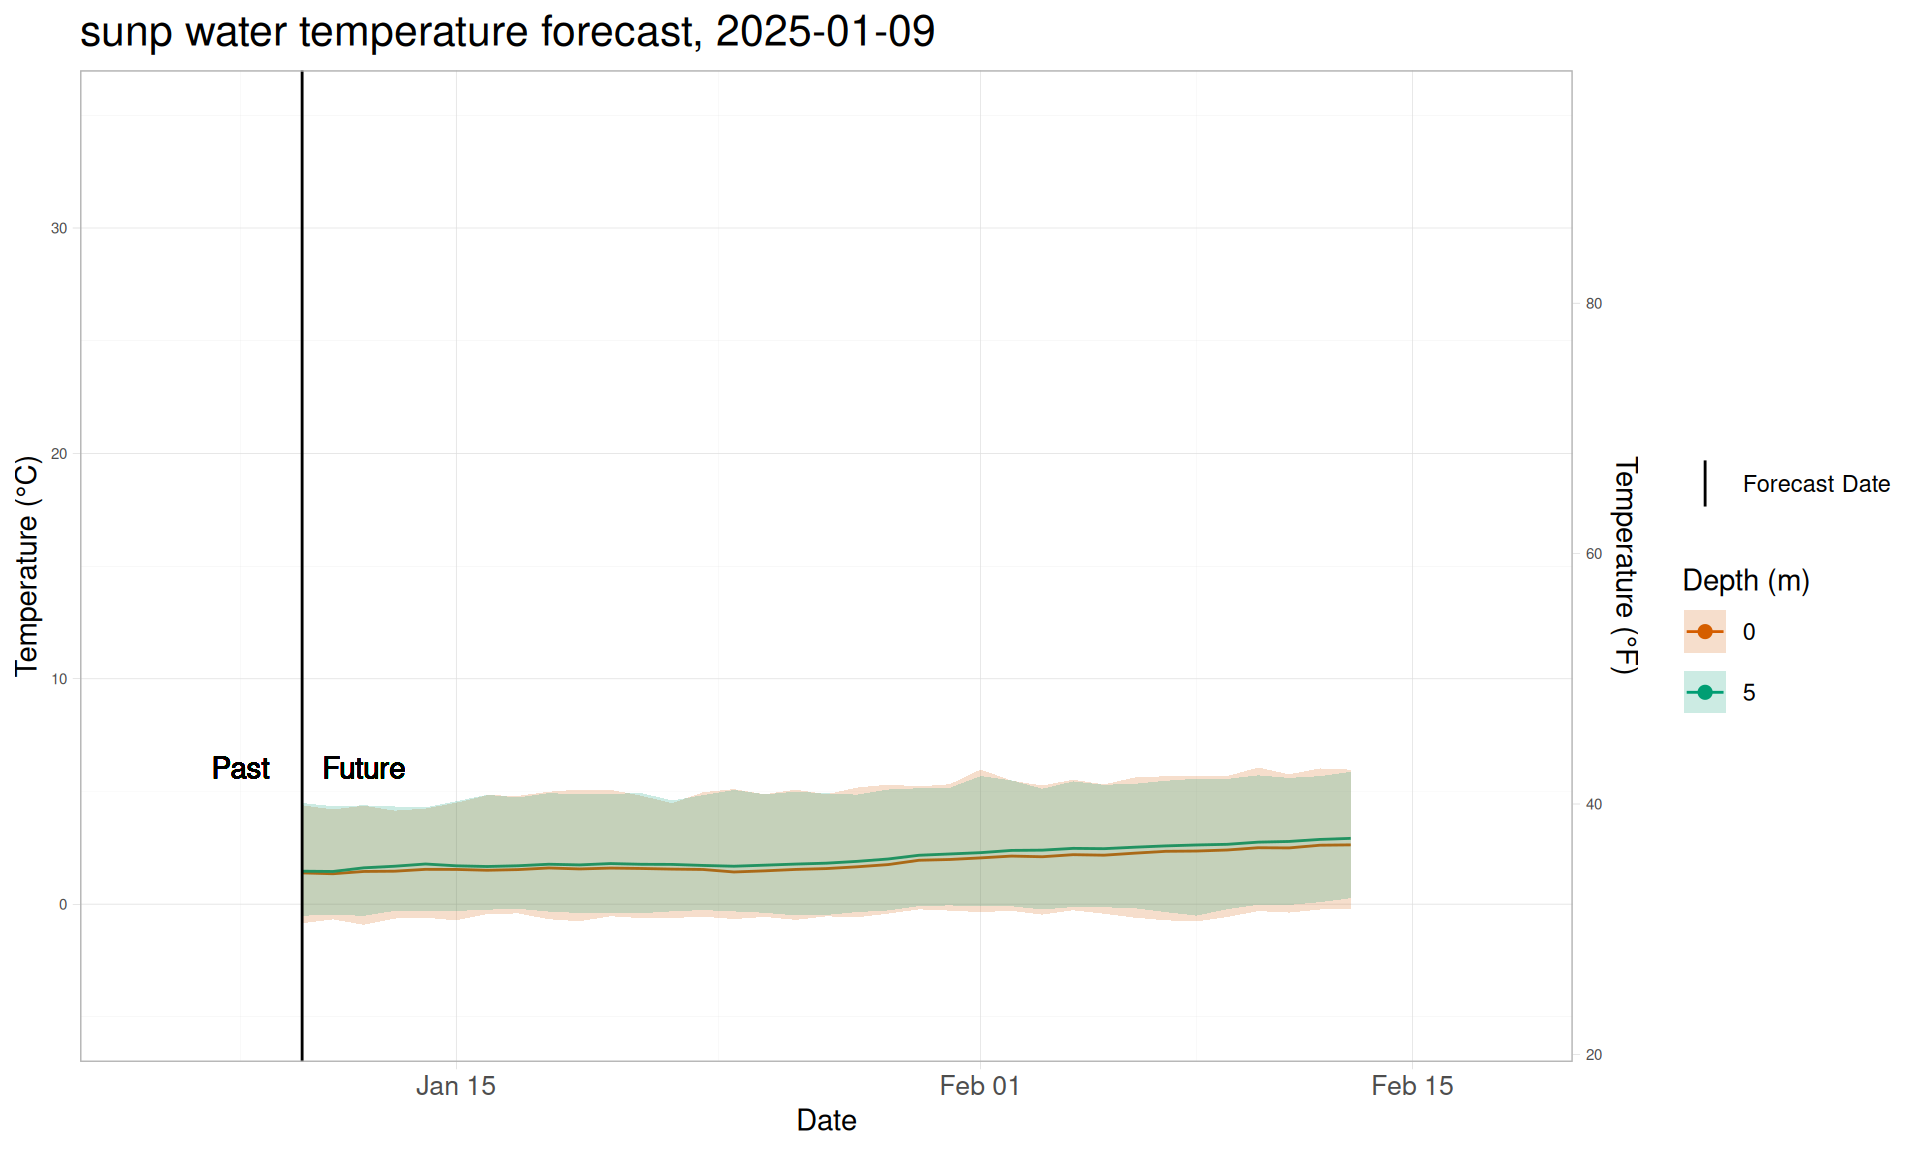 sunp water temperature forecast, 2025-01-09
Temperature (°C)
30
20
10
0
Past
Future
Jan 15
Feb 01
Feb 15
Date
80
60
40
20
Temperature (°F)
Forecast Date
Depth (m)
0
5